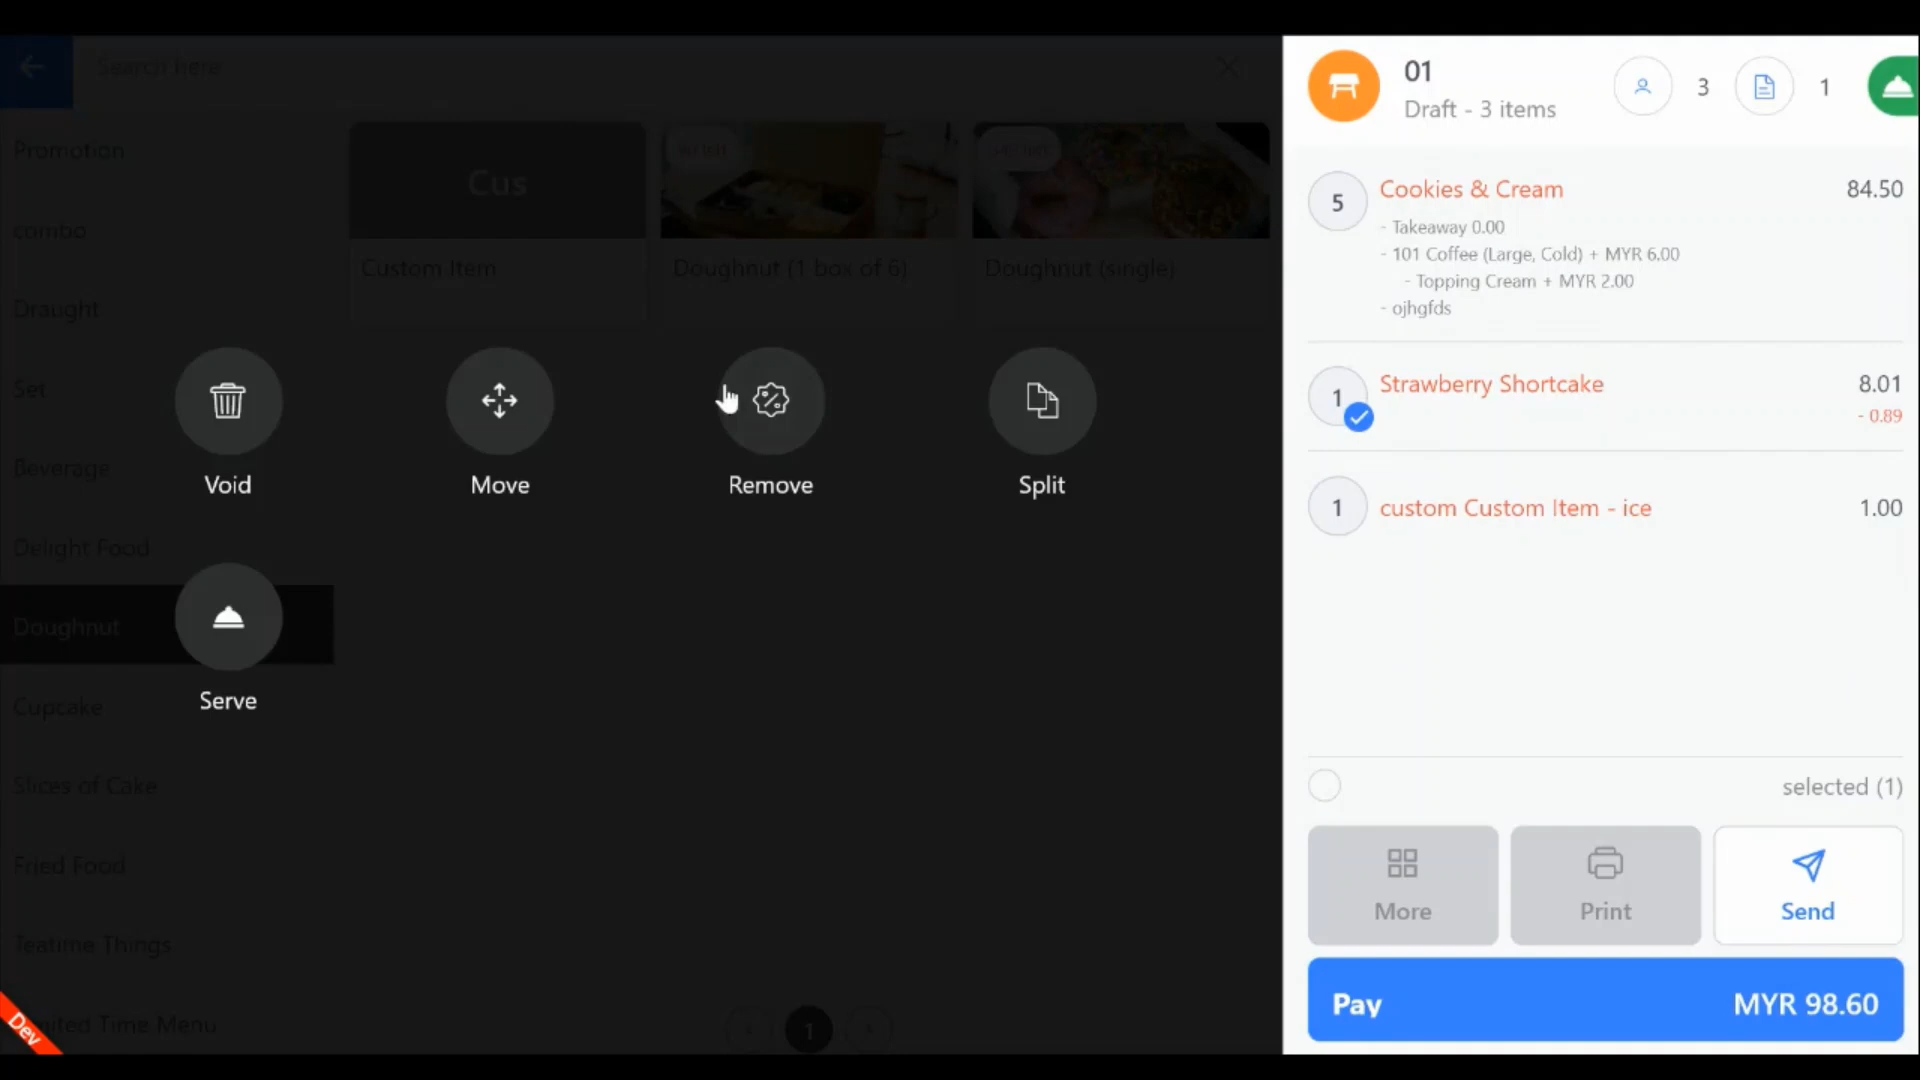 Search here
Promotion
combo
Draught
Set
Beverage
Delight Food
Doughnut
Cupcake
Slices of Cake
Fried Food
Teatime Things
Time Menu
Dev
Cus
Custom Item
Doughnut (1 box of 6)
Doughnut (single)
Void
Move
Remove
Split
Serve
1
01
Draft - 3 items
3
1
5
Cookies & Cream
84.50
- Takeaway 0.00
- 101 Coffee (Large, Cold) + MYR 6.00
- Topping Cream + MYR 2.00
- ojhgfds
1
Strawberry Shortcake
8.01
- 0.89
1
custom Custom Item - ice
1.00
selected (1)
More
Print
Send
Pay
MYR 98.60